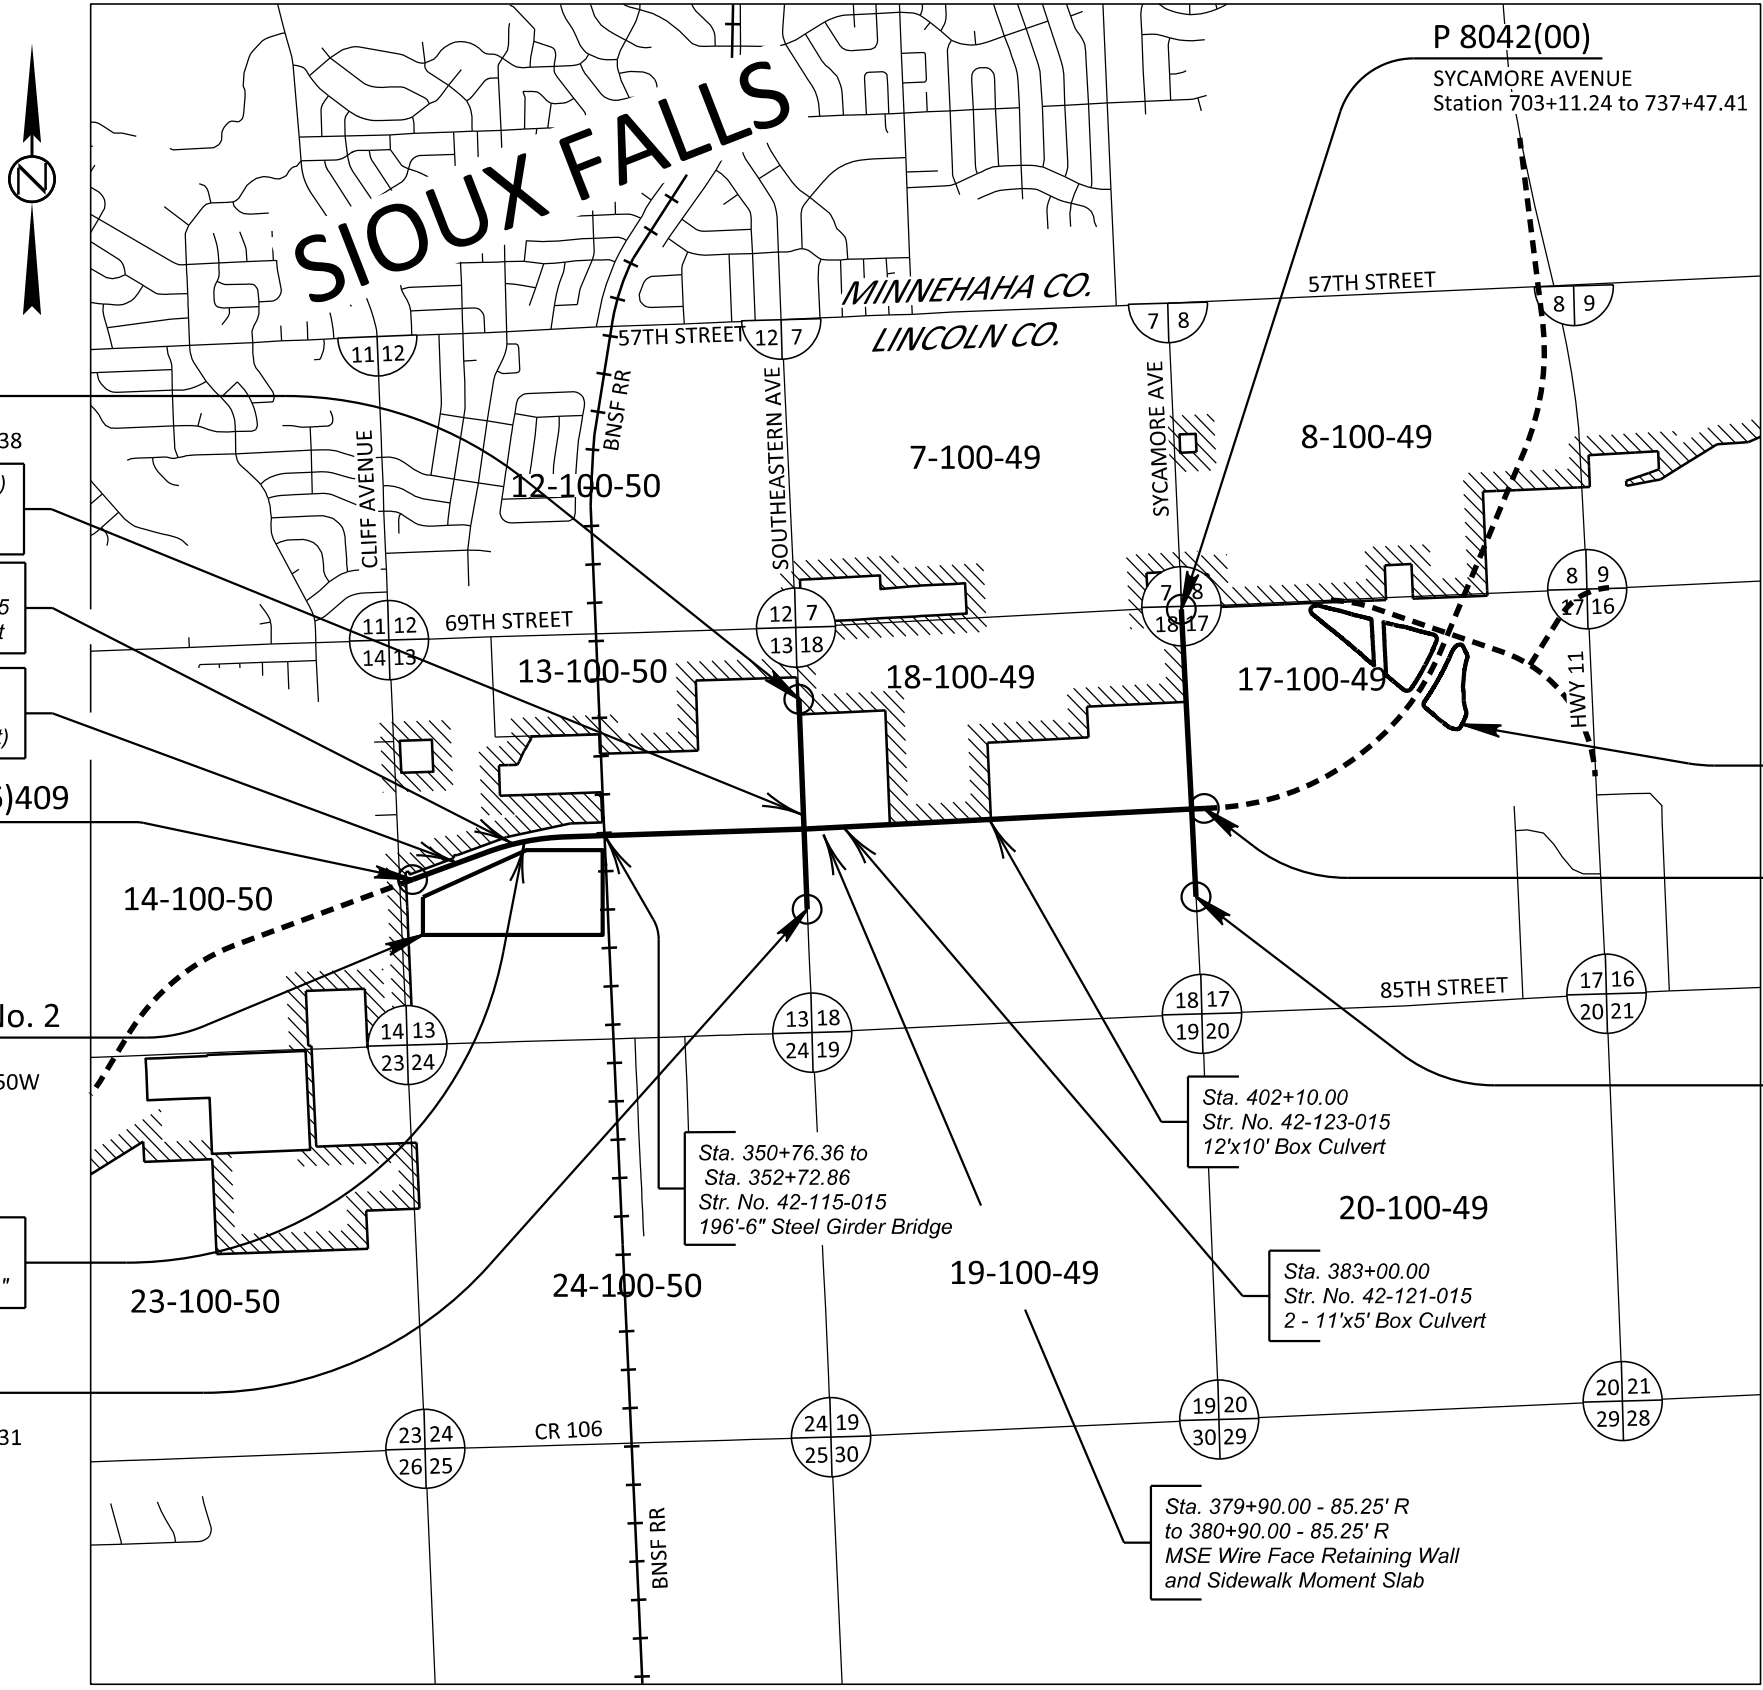 P 8042(00)
SYCAMORE AVENUE
Station 703+11.24 to 737+47.41
N
SIOUX FALLS
MINNEHAHA CO.
LINCOLN CO.
57TH STREET
8 9
7 8
57TH STREET
12 7
11 12
BNSF RR
CLIFF AVENUE
SOUTHEASTERN AVE
SYCAMORE AVE
38
)
12-100-50
7-100-49
8-100-49
8 9
17 16
7 8
18 17
12 7
13 18
11 12
14 13
69TH STREET
5
t
13-100-50
18-100-49
17-100-49
HWY 11
t)
)409
14-100-50
No. 2
50W
85TH STREET
17 16
20 21
18 17
19 20
13 18
24 19
14 13
23 24
Sta. 402+10.00
Str. No. 42-123-015
12'x10' Box Culvert
Sta. 350+76.36 to
Sta. 352+72.86
Str. No. 42-115-015
196'-6" Steel Girder Bridge
20-100-49
19-100-49
24-100-50
23-100-50
"
Sta. 383+00.00
Str. No. 42-121-015
2 - 11'x5' Box Culvert
31
CR 106
23 24
26 25
24 19
25 30
19 20
30 29
20 21
29 28
BNSF RR
Sta. 379+90.00 - 85.25' R
to 380+90.00 - 85.25' R
MSE Wire Face Retaining Wall
and Sidewalk Moment Slab